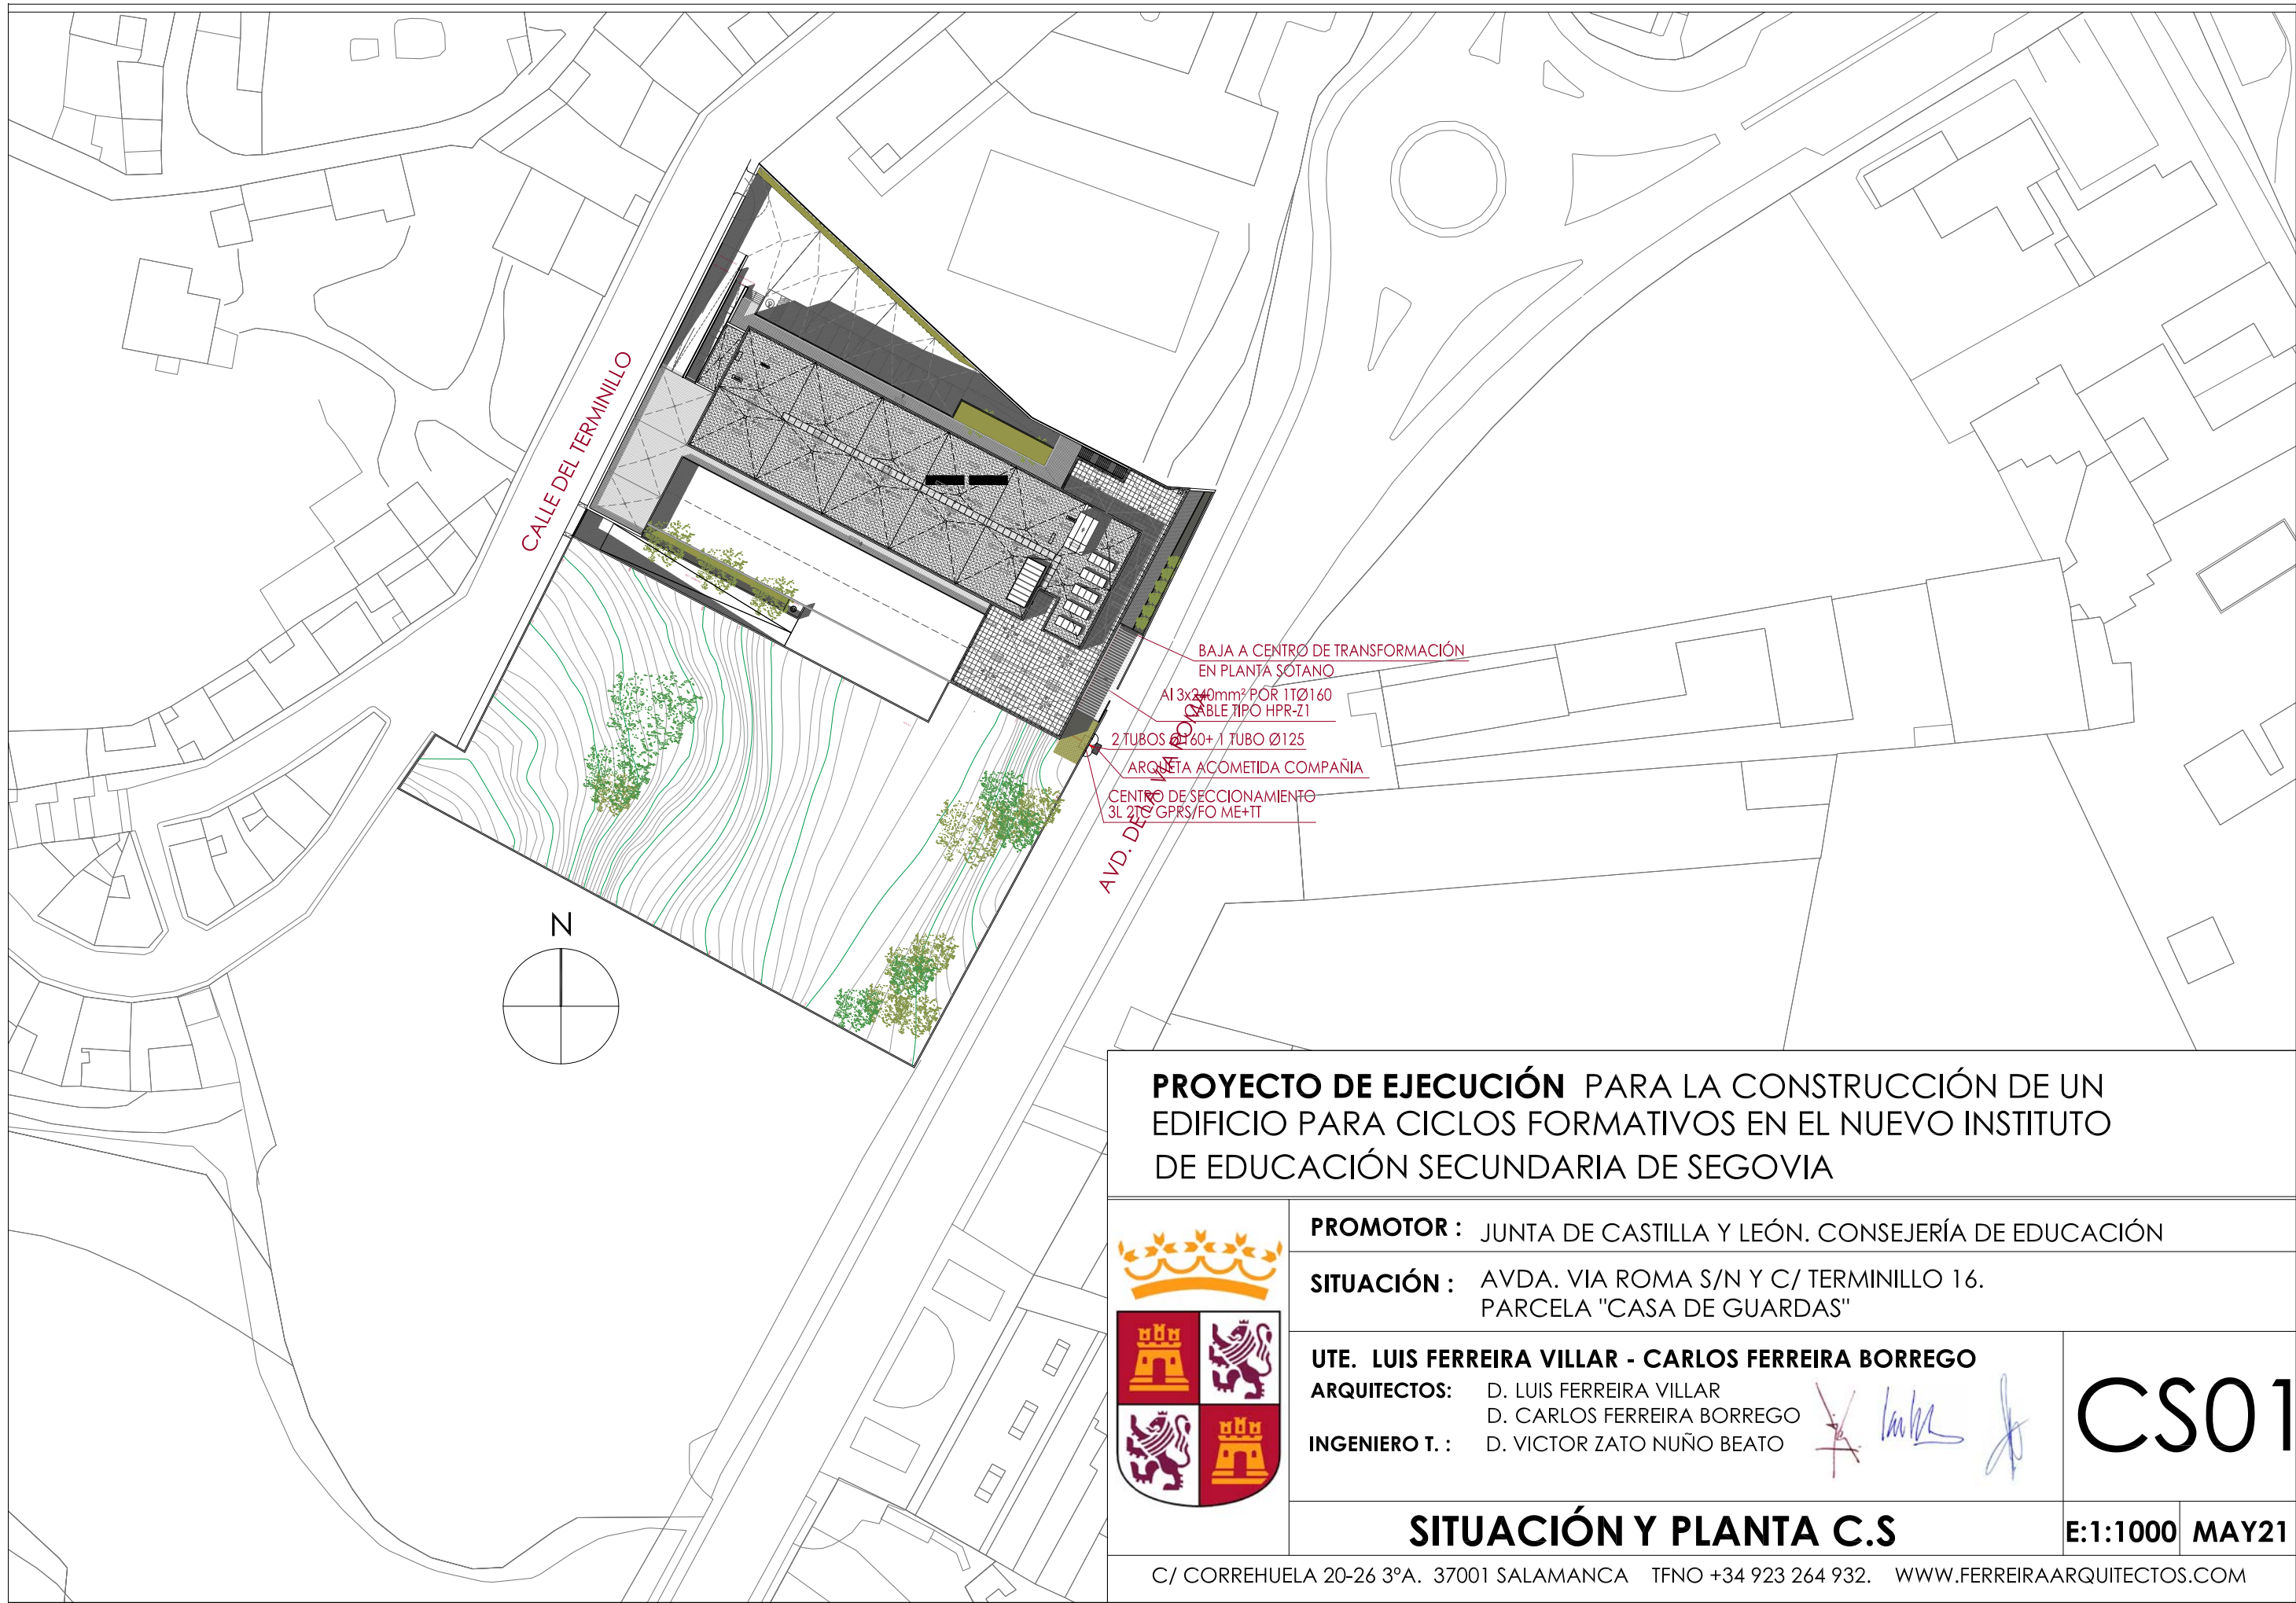 CALLE DEL TERMINILLO
BAJA A CENTRO DE TRANSFORMACIÓN
EN PLANTA SOTANO
Al 3x240mm² POR 1TØ160
CABLE TIPO HPR-Z1
2 TUBOS Ø160+ 1 TUBO Ø125
ARQUETA ACOMETIDA COMPAÑIA
CENTRO DE SECCIONAMIENTO
3L 2TC GPRS/FO ME+TT
AVD. DE LA VIA ROMA
N
PROYECTO DE EJECUCIÓN PARA LA CONSTRUCCIÓN DE UN
EDIFICIO PARA CICLOS FORMATIVOS EN EL NUEVO INSTITUTO
DE EDUCACIÓN SECUNDARIA DE SEGOVIA
PROMOTOR : JUNTA DE CASTILLA Y LEÓN. CONSEJERÍA DE EDUCACIÓN
SITUACIÓN : AVDA. VIA ROMA S/N Y C/ TERMINILLO 16.
PARCELA "CASA DE GUARDAS"
UTE. LUIS FERREIRA VILLAR - CARLOS FERREIRA BORREGO
ARQUITECTOS: D. LUIS FERREIRA VILLAR
D. CARLOS FERREIRA BORREGO
INGENIERO T. : D. VICTOR ZATO NUÑO BEATO
CS01
SITUACIÓN Y PLANTA C.S
E:1:1000 MAY21
C/ CORREHUELA 20-26 3ºA. 37001 SALAMANCA TFNO +34 923 264 932. WWW.FERREIRAARQUITECTOS.COM